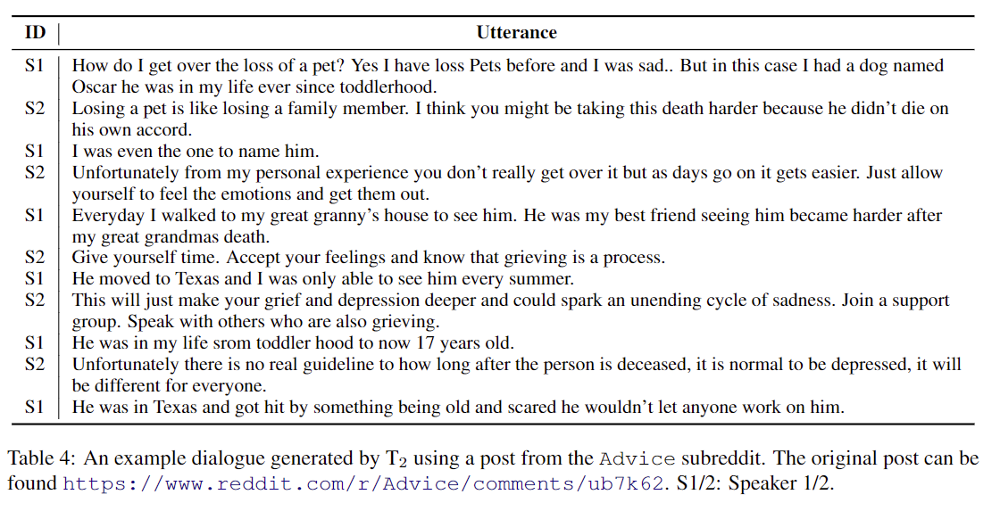 ID Utterance
S1 How do I get over the loss of a pet? Yes I have loss Pets before and I was sad.. But in this case I had a dog named
Oscar he was in my life ever since toddlerhood.
S2 Losing a pet is like losing a family member. I think you might be taking this death harder because he didn't die on
his own accord.
S1 I was even the one to name him.
S2 Unfortunately from my personal experience you don't really get over it but as days go on it gets easier. Just allow
yourself to feel the emotions and get them out.
S1 Everyday I walked to my great granny's house to see him. He was my best friend seeing him became harder after
my great grandmas death.
S2 Give yourself time. Accept your feelings and know that grieving is a process.
S1 He moved to Texas and I was only able to see him every summer.
S2 This will just make your grief and depression deeper and could spark an unending cycle of sadness. Join a support
group. Speak with others who are also grieving.
S1 He was in my life srom toddler hood to now 17 years old.
S2 Unfortunately there is no real guideline to how long after the person is deceased, it is normal to be depressed, it will
be different for everyone.
S1 He was in Texas and got hit by something being old and scared he wouldn't let anyone work on him.
Table 4: An example dialogue generated by T₂ using a post from the Advice subreddit. The original post can be
found https://www.reddit.com/r/Advice/comments/ub7k62. S1/2: Speaker 1/2.